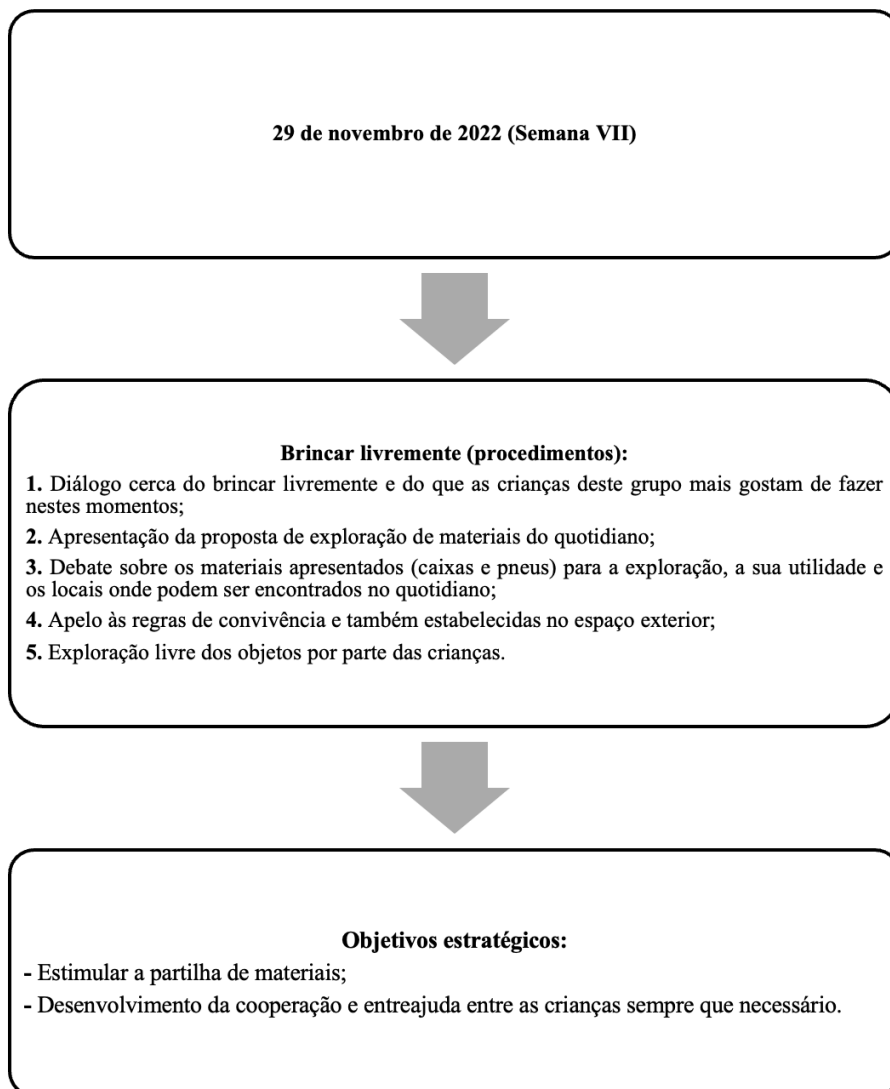 29 de novembro de 2022 (Semana VII)
Brincar livremente (procedimentos):
1. Diálogo cerca do brincar livremente e do que as crianças deste grupo mais gostam de fazer
nestes momentos;
2. Apresentação da proposta de exploração de materiais do quotidiano;
3. Debate sobre os materiais apresentados (caixas e pneus) para a exploração, a sua utilidade e
os locais onde podem ser encontrados no quotidiano;
4. Apelo às regras de convivência e também estabelecidas no espaço exterior;
5. Exploração livre dos objetos por parte das crianças.
Objetivos estratégicos:
- Estimular a partilha de materiais;
- Desenvolvimento da cooperação e entreajuda entre as crianças sempre que necessário.